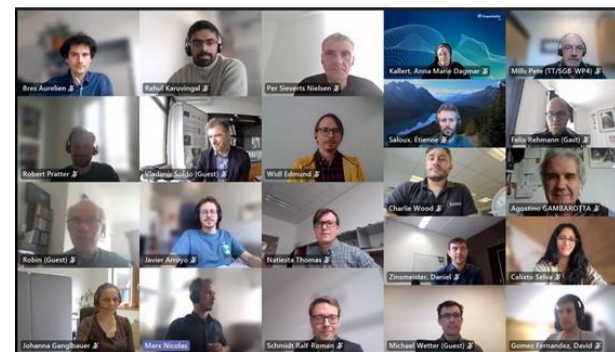 Bres Aurelien
Rahul Karuvingal
Per Sieverts Nielsen
Kallert, Anna Marie Dagmar
Mills Pete (TT/SGB-WP4)
Robert Pratter
Vladimir Soldo (Guest)
Widl Edmund
Saloux, Étienne
Felix Rehmann (Gast)
Charlie Wood
Agostino GAMBAROTTA
Robin (Guest)
Javier Arroyo
Natiesta Thomas
Zinsmeister, Daniel
Calixto Selva
Johanna Ganglbauer
Marx Nicolas
Schmidt Ralf-Roman
Michael Wetter (Guest)
Gomez Fernandez, David